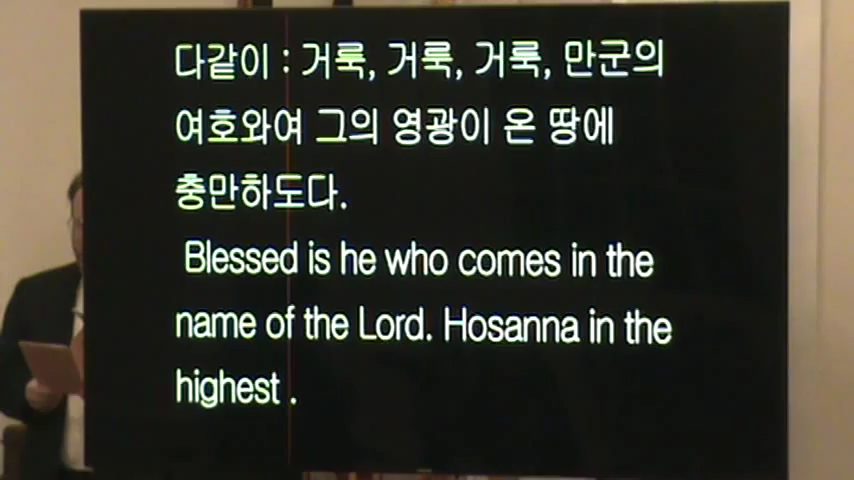 다같이 : 거룩, 거룩, 거룩, 만군의
여호와여 그의 영광이 온 땅에
충만하도다.
Blessed is he who comes in the
name of the Lord. Hosanna in the
highest .